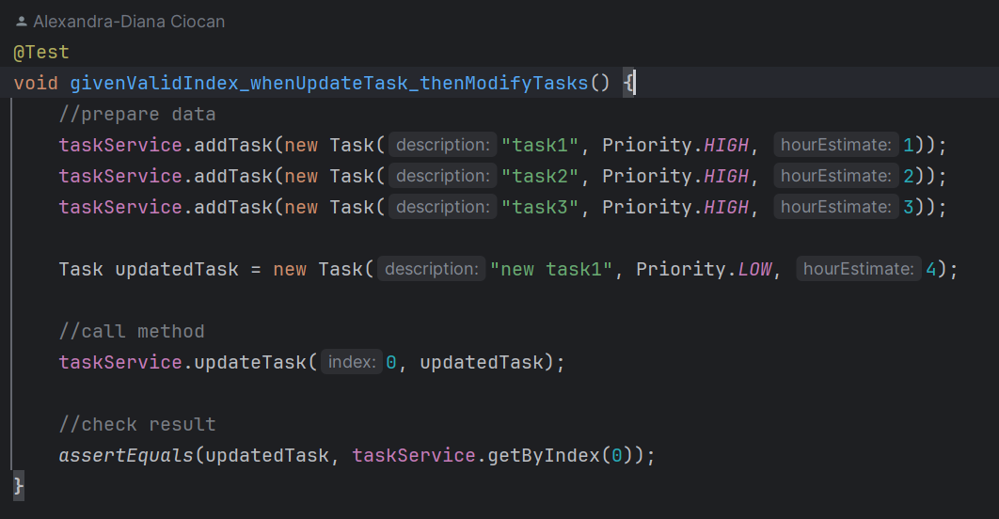 Alexandra-Diana Ciocan
@Test
void givenValidIndex_whenUpdateTask_thenModifyTasks() {
//prepare data
taskService.addTask(new Task( description: "task1", Priority.HIGH, hourEstimate: 1));
taskService.addTask(new Task( description: "task2", Priority.HIGH, hourEstimate: 2));
taskService.addTask(new Task( description: "task3", Priority.HIGH, hourEstimate: 3));
Task updatedTask = new Task( description: "new task1", Priority.LOW, hourEstimate: 4);
//call method
taskService.updateTask( index: 0, updatedTask);
//check result
assertEquals(updatedTask, taskService.getByIndex(0));
}